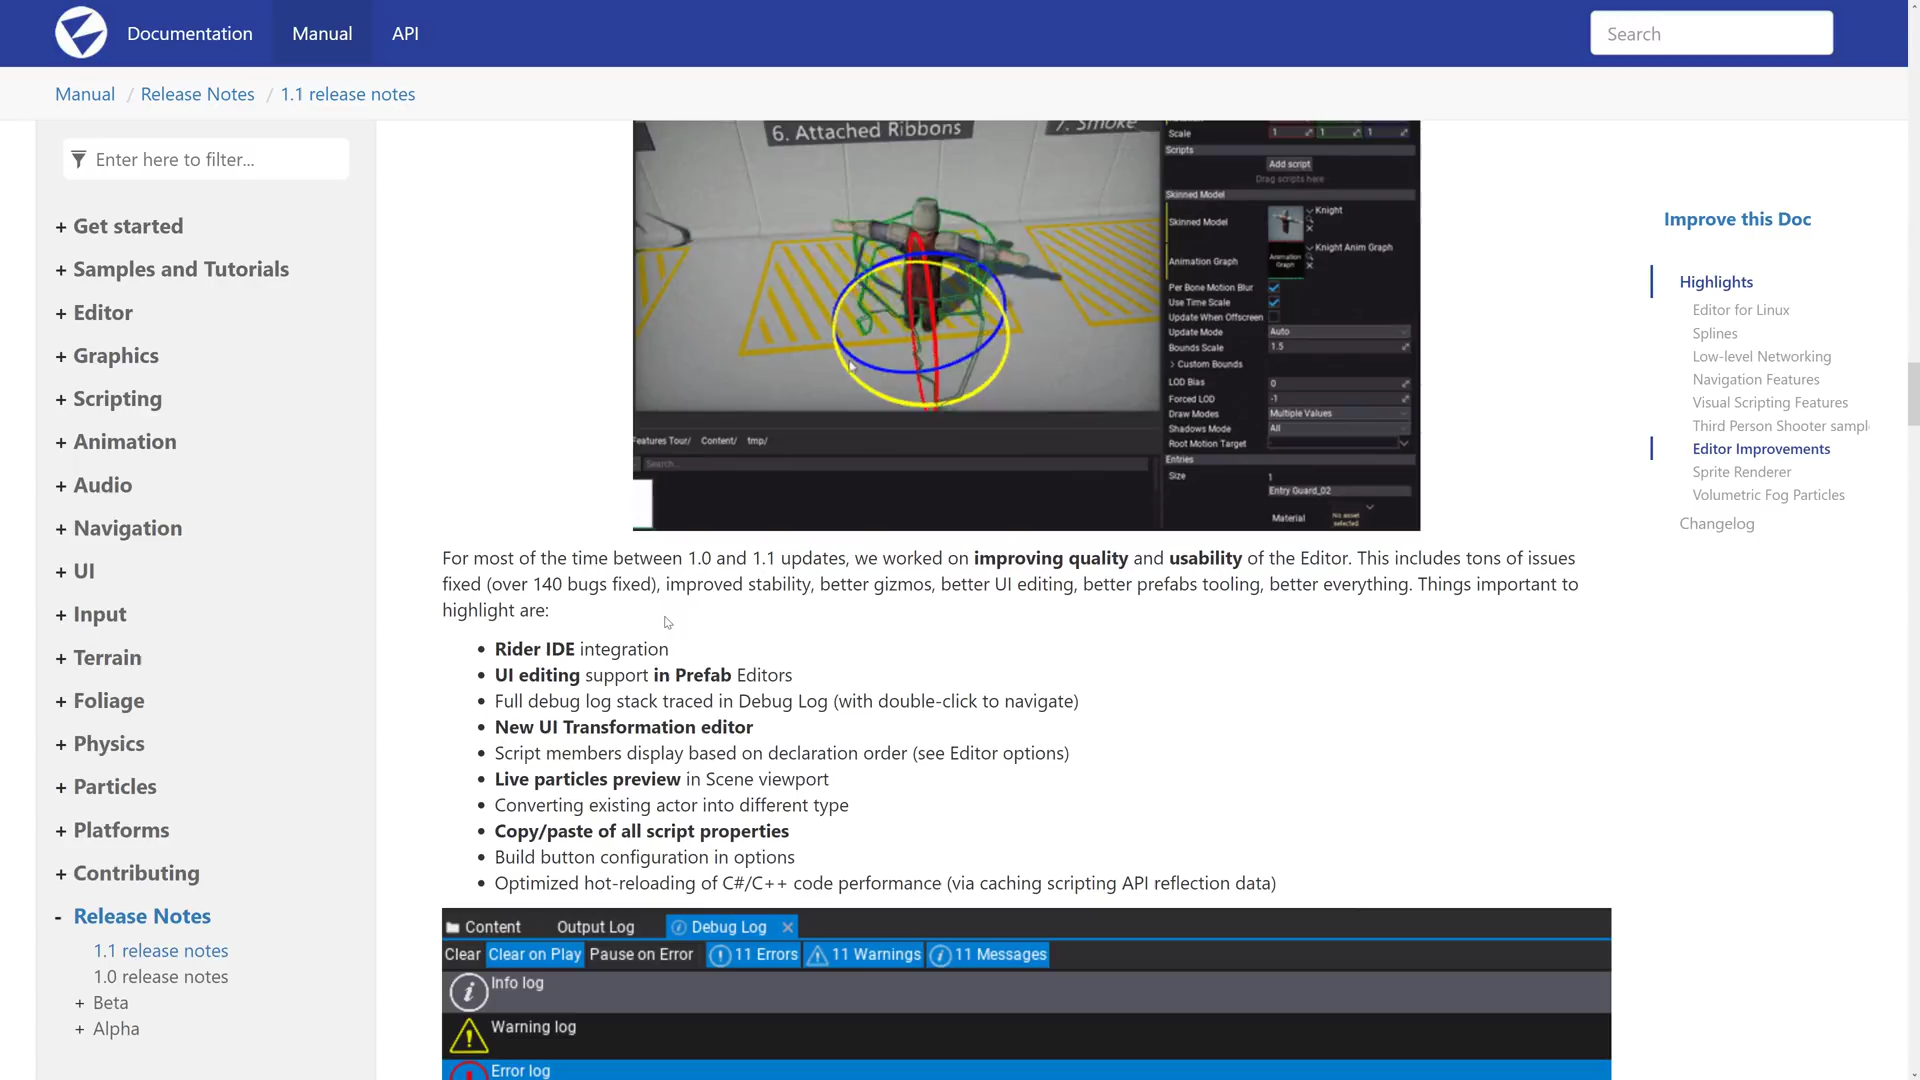 Documentation
Manual
API
Search
Manual / Release Notes / 1.1 release notes
Enter here to filter...
+ Get started
+ Samples and Tutorials
+ Editor
+ Graphics
+ Scripting
+ Animation
+ Audio
+ Navigation
+ UI
+ Input
+ Terrain
+ Foliage
+ Physics
+ Particles
+ Platforms
+ Contributing
- Release Notes
1.1 release notes
1.0 release notes
+ Beta
+ Alpha
6. Attached Ribbons
7. Smoke
Scale 1 1 1
Scripts
Add script
Drag scripts here
Skinned Model
Skinned Model
Knight
Animation Graph
Animation Graph
Knight Anim Graph
Per Bone Motion Blur
Use Time Scale
Update When Offscreen
Update Mode Auto
Bounds Scale 1.5
> Custom Bounds
LOD Bias 0
Forced LOD -1
Draw Modes Multiple Values
Shadows Mode All
Root Motion Target
Entries
Size 1
Entry Guard_02
Material
No asset selected
Features Tour/ Content/ tmp/
Search...
For most of the time between 1.0 and 1.1 updates, we worked on improving quality and usability of the Editor. This includes tons of issues
fixed (over 140 bugs fixed), improved stability, better gizmos, better UI editing, better prefabs tooling, better everything. Things important to
highlight are:
• Rider IDE integration
• UI editing support in Prefab Editors
• Full debug log stack traced in Debug Log (with double-click to navigate)
• New UI Transformation editor
• Script members display based on declaration order (see Editor options)
• Live particles preview in Scene viewport
• Converting existing actor into different type
• Copy/paste of all script properties
• Build button configuration in options
• Optimized hot-reloading of C#/C++ code performance (via caching scripting API reflection data)
Content Output Log Debug Log
Clear Clear on Play Pause on Error 11 Errors 11 Warnings 11 Messages
Info log
Warning log
Error log
Improve this Doc
Highlights
Editor for Linux
Splines
Low-level Networking
Navigation Features
Visual Scripting Features
Third Person Shooter sampl
Editor Improvements
Sprite Renderer
Volumetric Fog Particles
Changelog